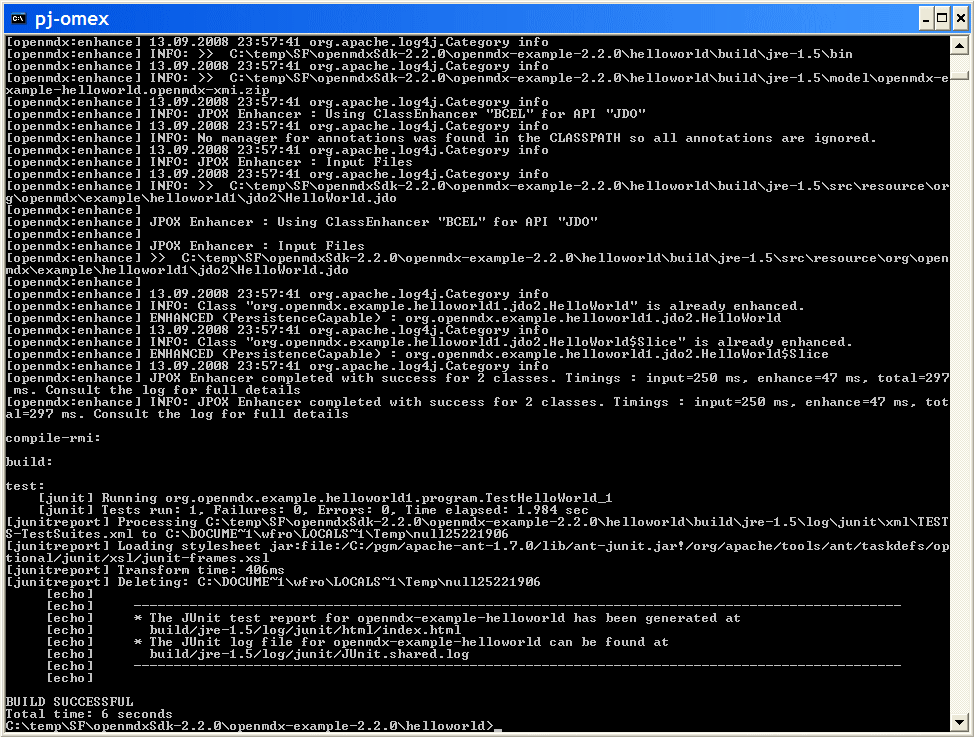 pj-omex
[openmdx:enhance] 13.09.2008 23:57:41 org.apache.log4j.Category info
[openmdx:enhance] INFO: >>  C:\temp\SF\openmdxSdk-2.2.0\openmdx-example-2.2.0\helloworld\build\jre-1.5\bin
[openmdx:enhance] 13.09.2008 23:57:41 org.apache.log4j.Category info
[openmdx:enhance] INFO: >>  C:\temp\SF\openmdxSdk-2.2.0\openmdx-example-2.2.0\helloworld\build\jre-1.5\model\openmdx-e
xample-helloworld.openmdx-xmi.zip
[openmdx:enhance] 13.09.2008 23:57:41 org.apache.log4j.Category info
[openmdx:enhance] INFO: JPOX Enhancer : Using ClassEnhancer "BCEL" for API "JDO"
[openmdx:enhance] 13.09.2008 23:57:41 org.apache.log4j.Category info
[openmdx:enhance] INFO: No manager for annotations was found in the CLASSPATH so all annotations are ignored.
[openmdx:enhance] 13.09.2008 23:57:41 org.apache.log4j.Category info
[openmdx:enhance] INFO: JPOX Enhancer : Input Files
[openmdx:enhance] 13.09.2008 23:57:41 org.apache.log4j.Category info
[openmdx:enhance] INFO: >>  C:\temp\SF\openmdxSdk-2.2.0\openmdx-example-2.2.0\helloworld\build\jre-1.5\src\resource\or
g\openmdx\example\helloworld1\jdo2\HelloWorld.jdo
[openmdx:enhance]
[openmdx:enhance] JPOX Enhancer : Using ClassEnhancer "BCEL" for API "JDO"
[openmdx:enhance]
[openmdx:enhance] JPOX Enhancer : Input Files
[openmdx:enhance] >>  C:\temp\SF\openmdxSdk-2.2.0\openmdx-example-2.2.0\helloworld\build\jre-1.5\src\resource\org\open
mdx\example\helloworld1\jdo2\HelloWorld.jdo
[openmdx:enhance]
[openmdx:enhance] 13.09.2008 23:57:41 org.apache.log4j.Category info
[openmdx:enhance] INFO: Class "org.openmdx.example.helloworld1.jdo2.HelloWorld" is already enhanced.
[openmdx:enhance] ENHANCED (PersistenceCapable) : org.openmdx.example.helloworld1.jdo2.HelloWorld
[openmdx:enhance] 13.09.2008 23:57:41 org.apache.log4j.Category info
[openmdx:enhance] INFO: Class "org.openmdx.example.helloworld1.jdo2.HelloWorld$Slice" is already enhanced.
[openmdx:enhance] ENHANCED (PersistenceCapable) : org.openmdx.example.helloworld1.jdo2.HelloWorld$Slice
[openmdx:enhance] 13.09.2008 23:57:41 org.apache.log4j.Category info
[openmdx:enhance] JPOX Enhancer completed with success for 2 classes. Timings : input=250 ms, enhance=47 ms, total=297
 ms. Consult the log for full details
[openmdx:enhance] INFO: JPOX Enhancer completed with success for 2 classes. Timings : input=250 ms, enhance=47 ms, tot
al=297 ms. Consult the log for full details
compile-rmi:
build:
test:
    [junit] Running org.openmdx.example.helloworld1.program.TestHelloWorld_1
    [junit] Tests run: 1, Failures: 0, Errors: 0, Time elapsed: 1.984 sec
[junitreport] Processing C:\temp\SF\openmdxSdk-2.2.0\openmdx-example-2.2.0\helloworld\build\jre-1.5\log\junit\xml\TEST
S-TestSuites.xml to C:\DOCUME~1\wfro\LOCALS~1\Temp\null25221906
[junitreport] Loading stylesheet jar:file:/C:/pgm/apache-ant-1.7.0/lib/ant-junit.jar!/org/apache/tools/ant/taskdefs/op
tional/junit/xsl/junit-frames.xsl
[junitreport] Transform time: 406ms
[junitreport] Deleting: C:\DOCUME~1\wfro\LOCALS~1\Temp\null25221906
     [echo]
     [echo]     ------------------------------------------------------------------------------------------------
     [echo]     * The JUnit test report for openmdx-example-helloworld has been generated at
     [echo]       build/jre-1.5/log/junit/html/index.html
     [echo]     * The JUnit log file for openmdx-example-helloworld can be found at
     [echo]       build/jre-1.5/log/junit/JUnit.shared.log
     [echo]     ------------------------------------------------------------------------------------------------
     [echo]
BUILD SUCCESSFUL
Total time: 6 seconds
C:\temp\SF\openmdxSdk-2.2.0\openmdx-example-2.2.0\helloworld>_